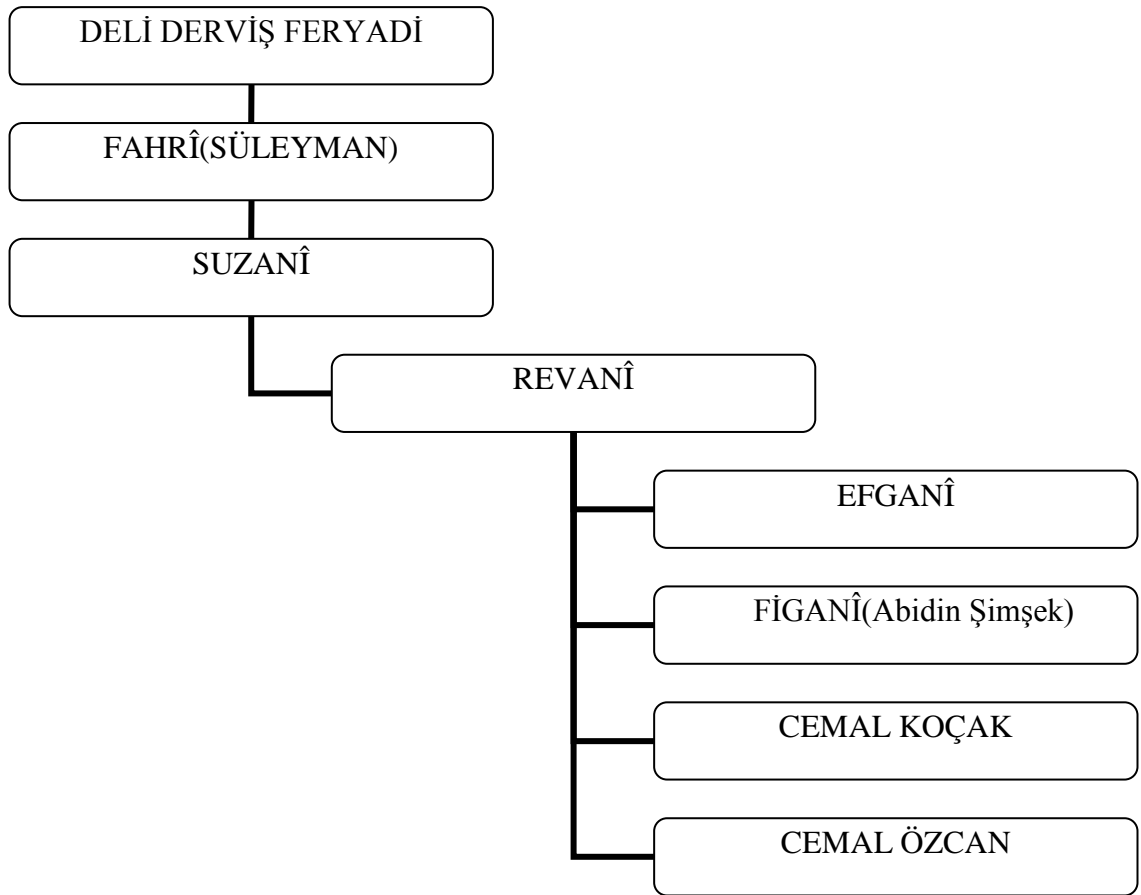 DELİ DERVİŞ FERYADİ
FAHRÎ(SÜLEYMAN)
SUZANÎ
REVANÎ
EFGANÎ
FİGANÎ(Abidin Şimşek)
CEMAL KOÇAK
CEMAL ÖZCAN